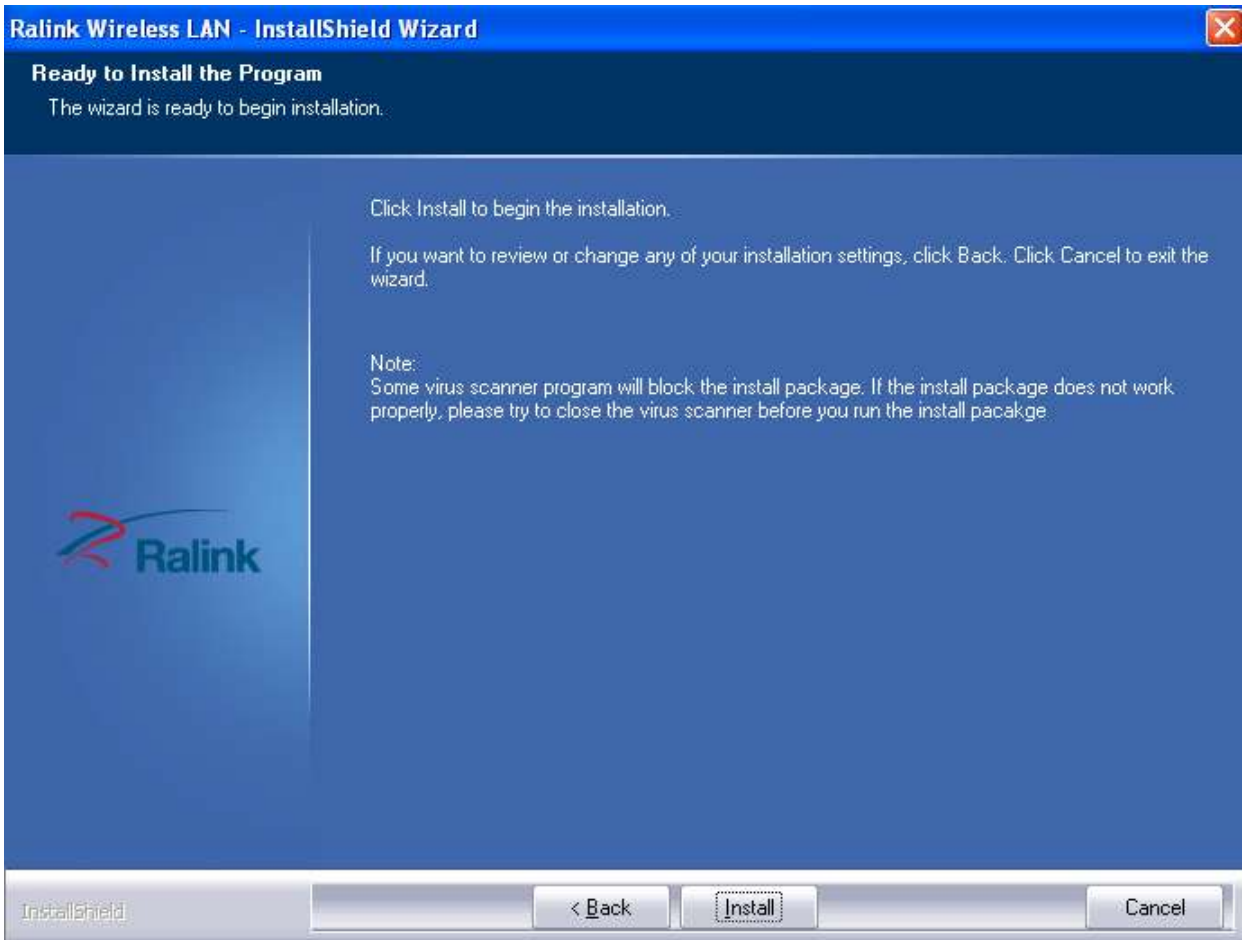 Ralink Wireless LAN - InstallShield Wizard
Ready to Install the Program
The wizard is ready to begin installation.
Click Install to begin the installation.
If you want to review or change any of your installation settings, click Back. Click Cancel to exit the
wizard.
Note:
Some virus scanner program will block the install package. If the install package does not work
properly, please try to close the virus scanner before you run the install pacakge
Ralink
InstallShield
< Back
Install
Cancel